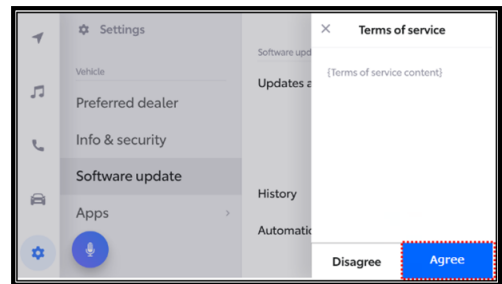 Settings
Vehicle
Preferred dealer
Info & security
Software update
Apps
Software upd
Updates a
History
Automatic
Terms of service
{Terms of service content}
Disagree
Agree